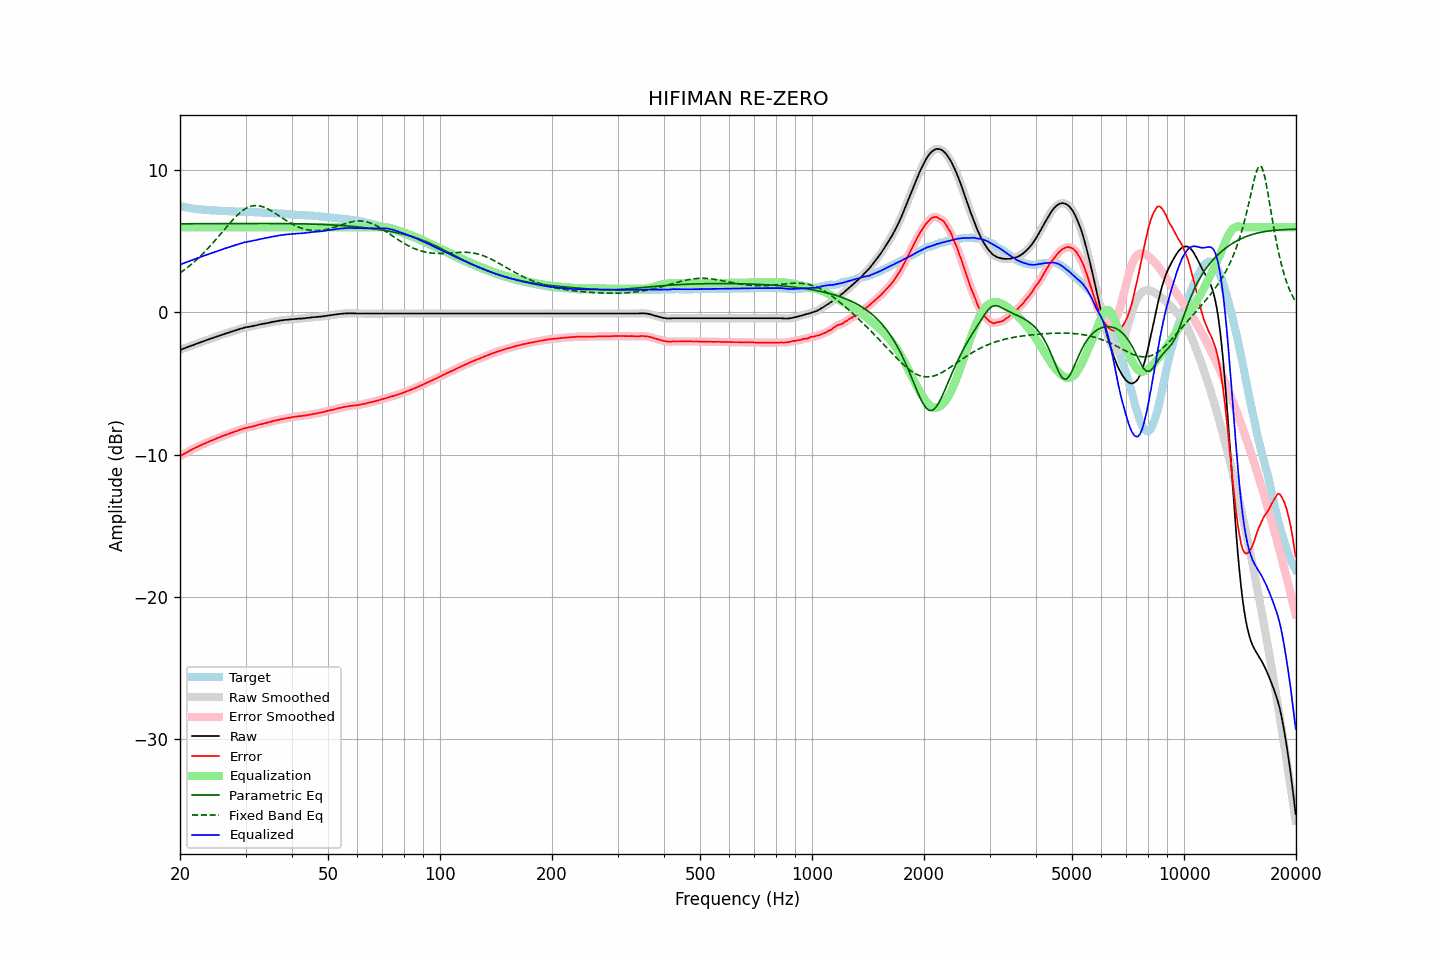 HIFIMAN RE-ZERO
Amplitude (dBr)
10
0
−10
−20
−30
Target
Raw Smoothed
Error Smoothed
Raw
Error
Equalization
Parametric Eq
Fixed Band Eq
Equalized
20 50 100 200 500 1000 2000 5000 10000 20000
Frequency (Hz)